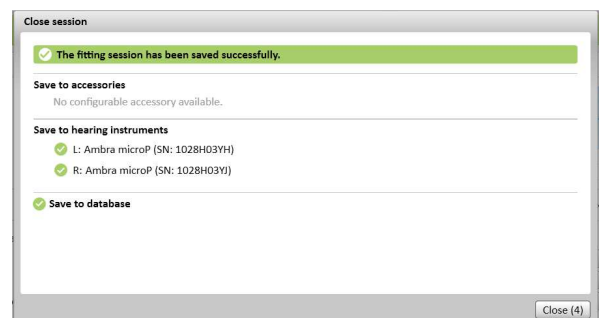 Close session
The fitting session has been saved successfully.
Save to accessories
No configurable accessory available.
Save to hearing instruments
L: Ambra microP (SN: 1028H03YH)
R: Ambra microP (SN: 1028H03YJ)
Save to database
Close (4)